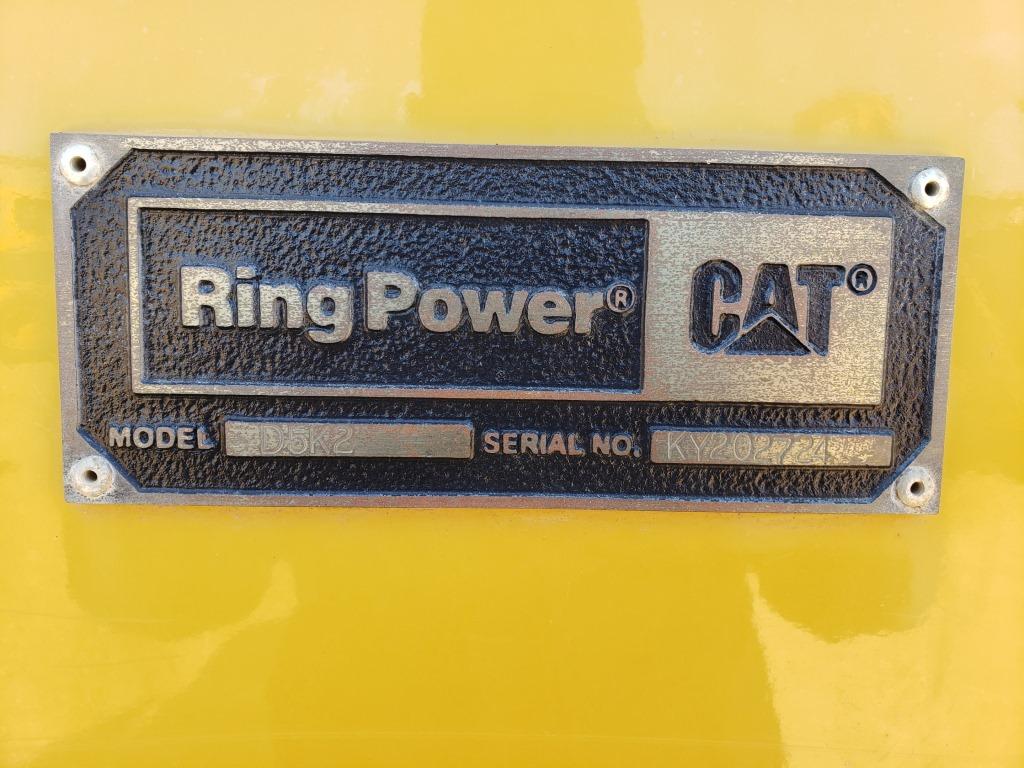 Ring Power® CAT®
MODEL D5K2 SERIAL NO. KY202724